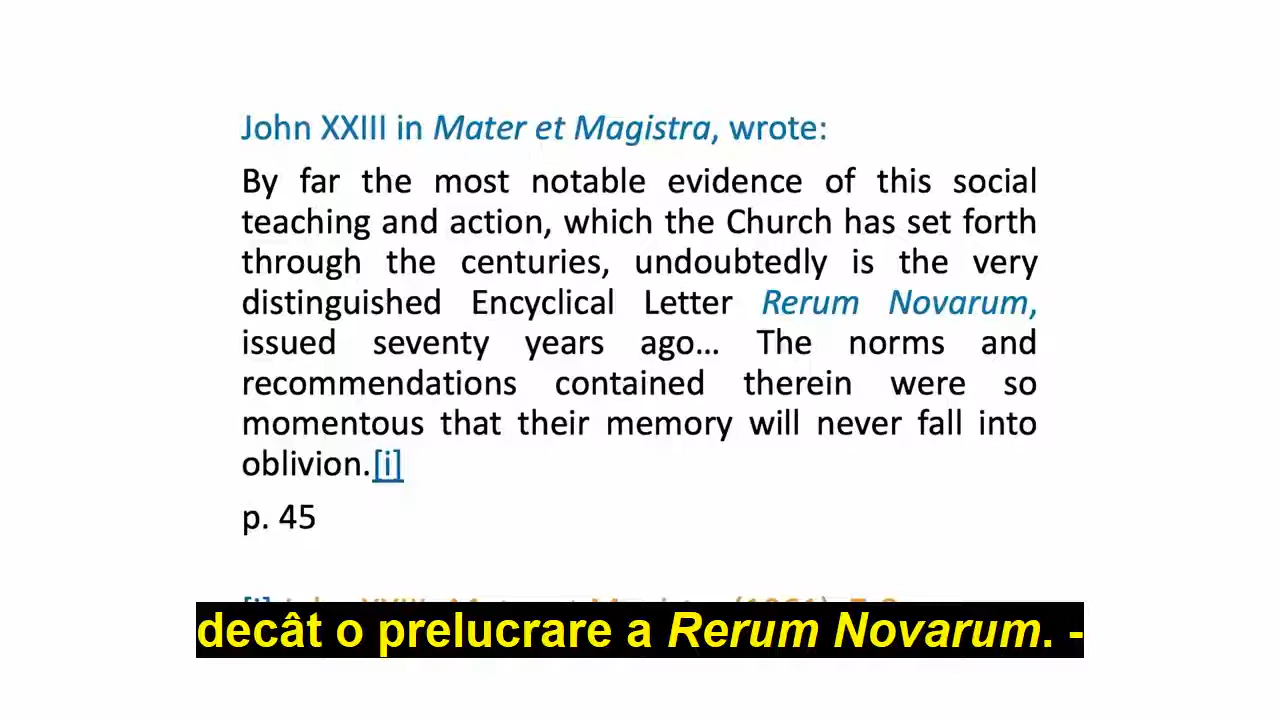 John XXIII in Mater et Magistra, wrote:
By far the most notable evidence of this social
teaching and action, which the Church has set forth
through the centuries, undoubtedly is the very
distinguished Encyclical Letter Rerum Novarum,
issued seventy years ago… The norms and
recommendations contained therein were so
momentous that their memory will never fall into
oblivion.[i]
p. 45
decât o prelucrare a Rerum Novarum. -